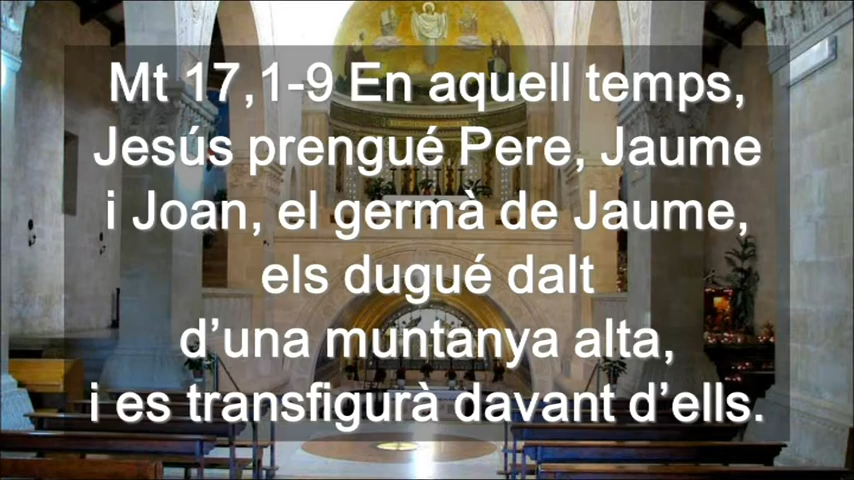 Mt 17,1-9 En aquell temps,
Jesús prengué Pere, Jaume
i Joan, el germà de Jaume,
els dugué dalt
d’una muntanya alta,
i es transfigurà davant d’ells.